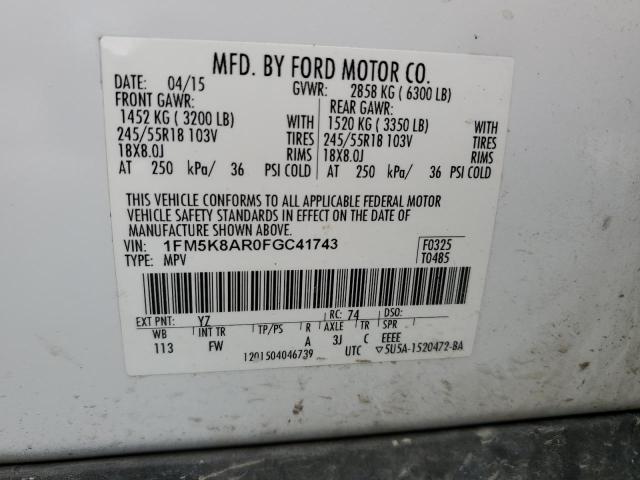 MFD. BY FORD MOTOR CO.
DATE: 04/15 GVWR: 2858 KG ( 6300 LB)
FRONT GAWR: REAR GAWR:
1452 KG ( 3200 LB) WITH 1520 KG ( 3350 LB) WITH
245/55R18 103V TIRES 245/55R18 103V TIRES
18X8.0J RIMS 18X8.0J RIMS
AT 250 kPa/ 36 PSI COLD AT 250 kPa/ 36 PSI COLD
THIS VEHICLE CONFORMS TO ALL APPLICABLE FEDERAL MOTOR
VEHICLE SAFETY STANDARDS IN EFFECT ON THE DATE OF
MANUFACTURE SHOWN ABOVE.
VIN: 1FM5K8AR0FGC41743 F0325
TYPE: MPV T0485
EXT PNT: YZ RC: 74 DSO:
WB INT TR TP/PS R AXLE TR SPR
113 FW A 3J C EEEE
1201504046739 UTC ▽5U5A-1520472-BA